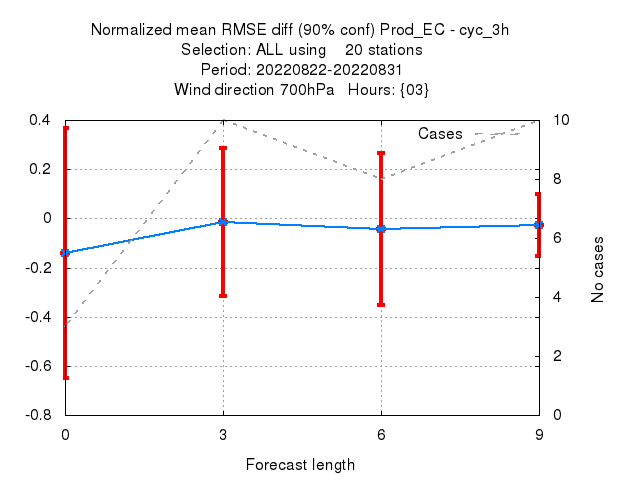 Normalized mean RMSE diff (90% conf) Prod_EC - cyc_3h
Selection: ALL using    20 stations
Period: 20220822-20220831
Wind direction 700hPa   Hours: {03}
0.4
0.2
0
-0.2
-0.4
-0.6
-0.8
Cases
10
8
6
4
2
0
No cases
0 3 6 9
Forecast length